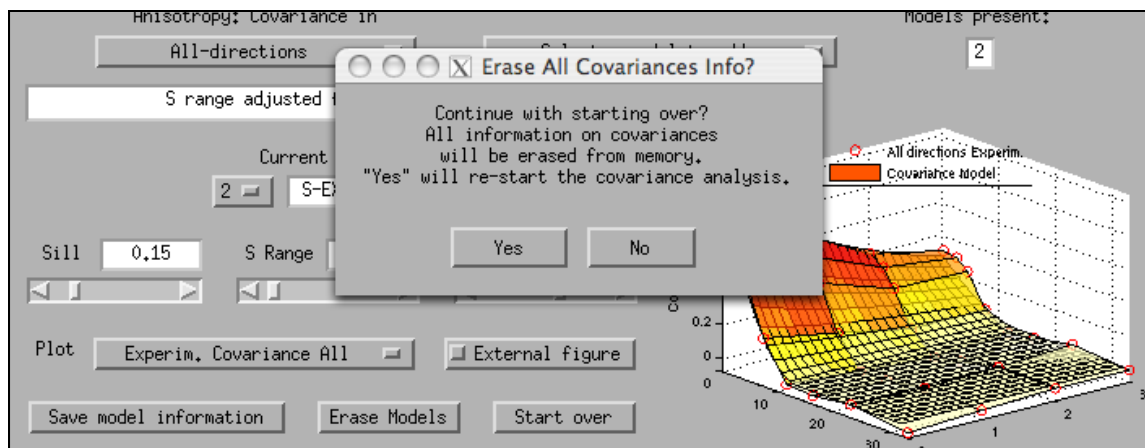 Anisotropy: Covariance in
Models present:
All-directions
2
X Erase All Covariances Info?
S range adjusted
Continue with starting over?
All information on covariances
will be erased from memory.
"Yes" will re-start the covariance analysis.
Yes
No
Current
2
All directions Experim.
Covariance Model
Sill
0.15
S Range
Plot
Experim. Covariance All
External figure
Save model information
Erase Models
Start over
0.2
0
0
10
20
30
1
2